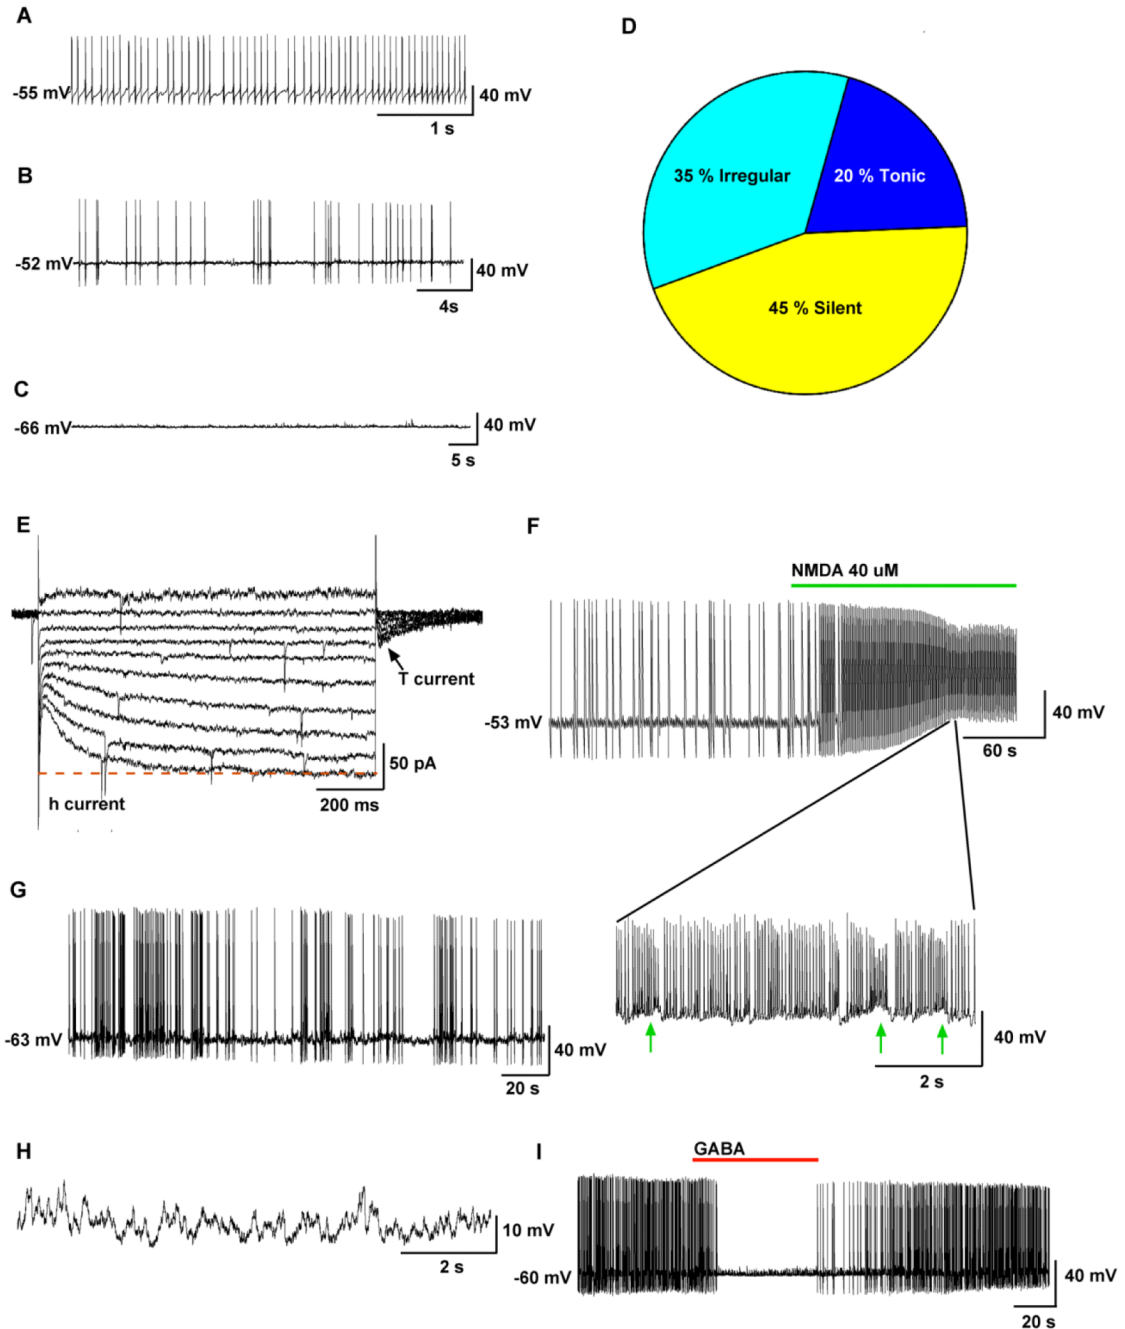 A
-55 mV
40 mV
1 s
B
-52 mV
40 mV
4s
C
-66 mV
40 mV
5 s
D
35 % Irregular
20 % Tonic
45 % Silent
E
T current
50 pA
h current
200 ms
F
NMDA 40 uM
-53 mV
40 mV
60 s
40 mV
2 s
G
-63 mV
40 mV
20 s
H
10 mV
2 s
I
GABA
-60 mV
40 mV
20 s